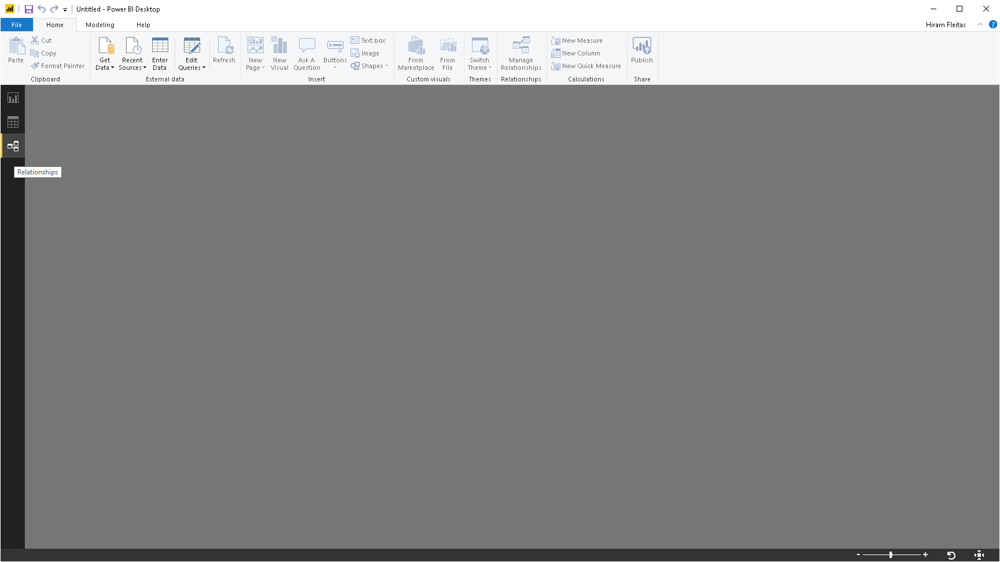 Untitled - Power BI Desktop
File Home Modeling Help Hiram Fleitas
Paste
Cut
Copy
Format Painter
Clipboard
Get
Data
Recent
Sources
Enter
Data
Edit
Queries
Refresh
External data
New
Page
New
Visual
Ask A
Question
Buttons
Text box
Image
Shapes
Insert
From
Marketplace
From
File
Custom visuals
Switch
Theme
Themes
Manage
Relationships
Relationships
New Measure
New Column
New Quick Measure
Calculations
Publish
Share
Relationships